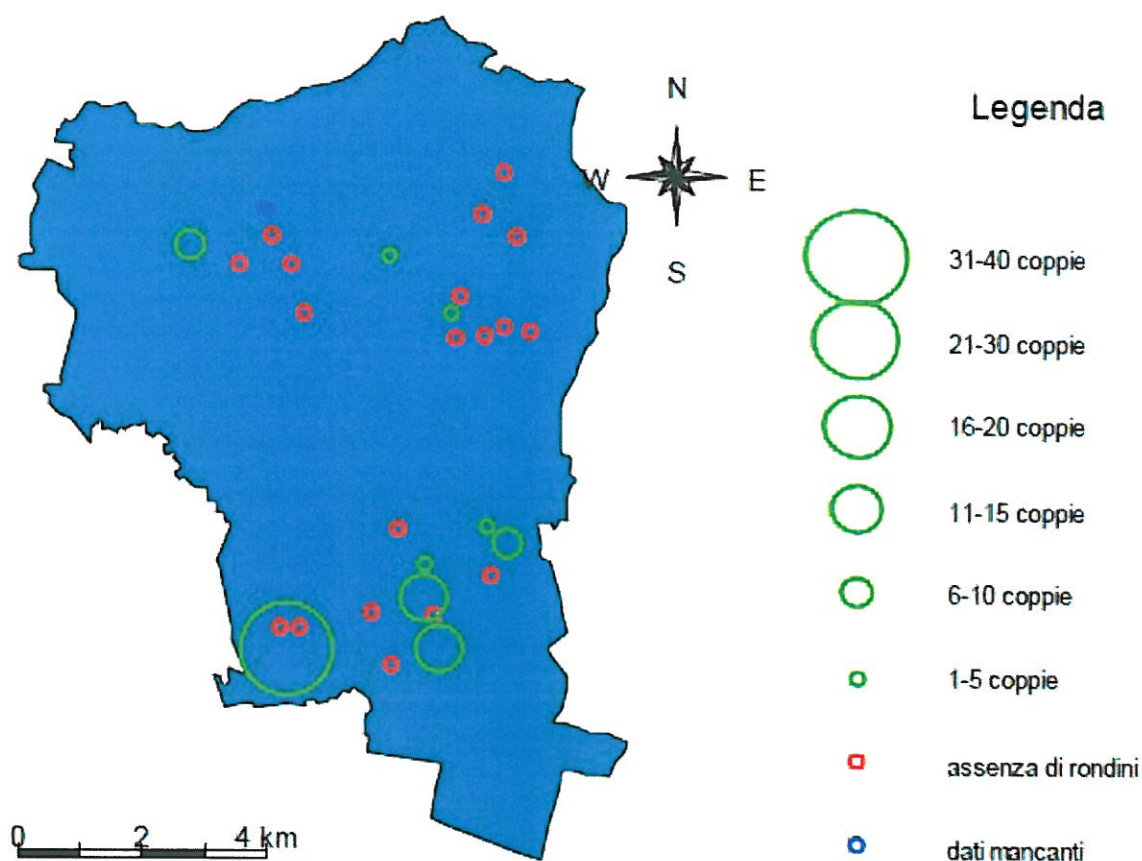 N
W
E
S
Legenda
31-40 coppie
21-30 coppie
16-20 coppie
11-15 coppie
6-10 coppie
1-5 coppie
assenza di rondini
dati mancanti
0 2 4 km